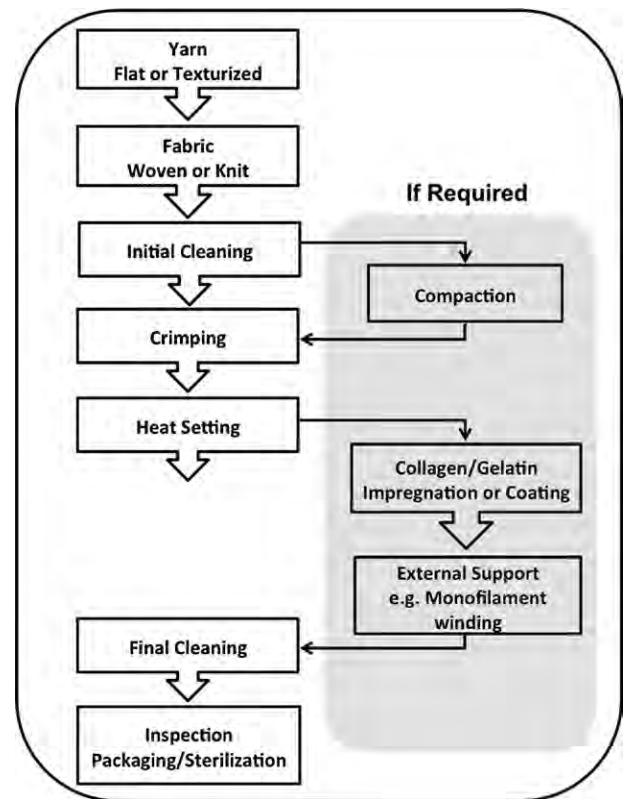 Yarn
Flat or Texturized
Fabric
Woven or Knit
If Required
Initial Cleaning
Compaction
Crimping
Heat Setting
Collagen/Gelatin
Impregnation or Coating
External Support
e.g. Monofilament
winding
Final Cleaning
Inspection
Packaging/Sterilization